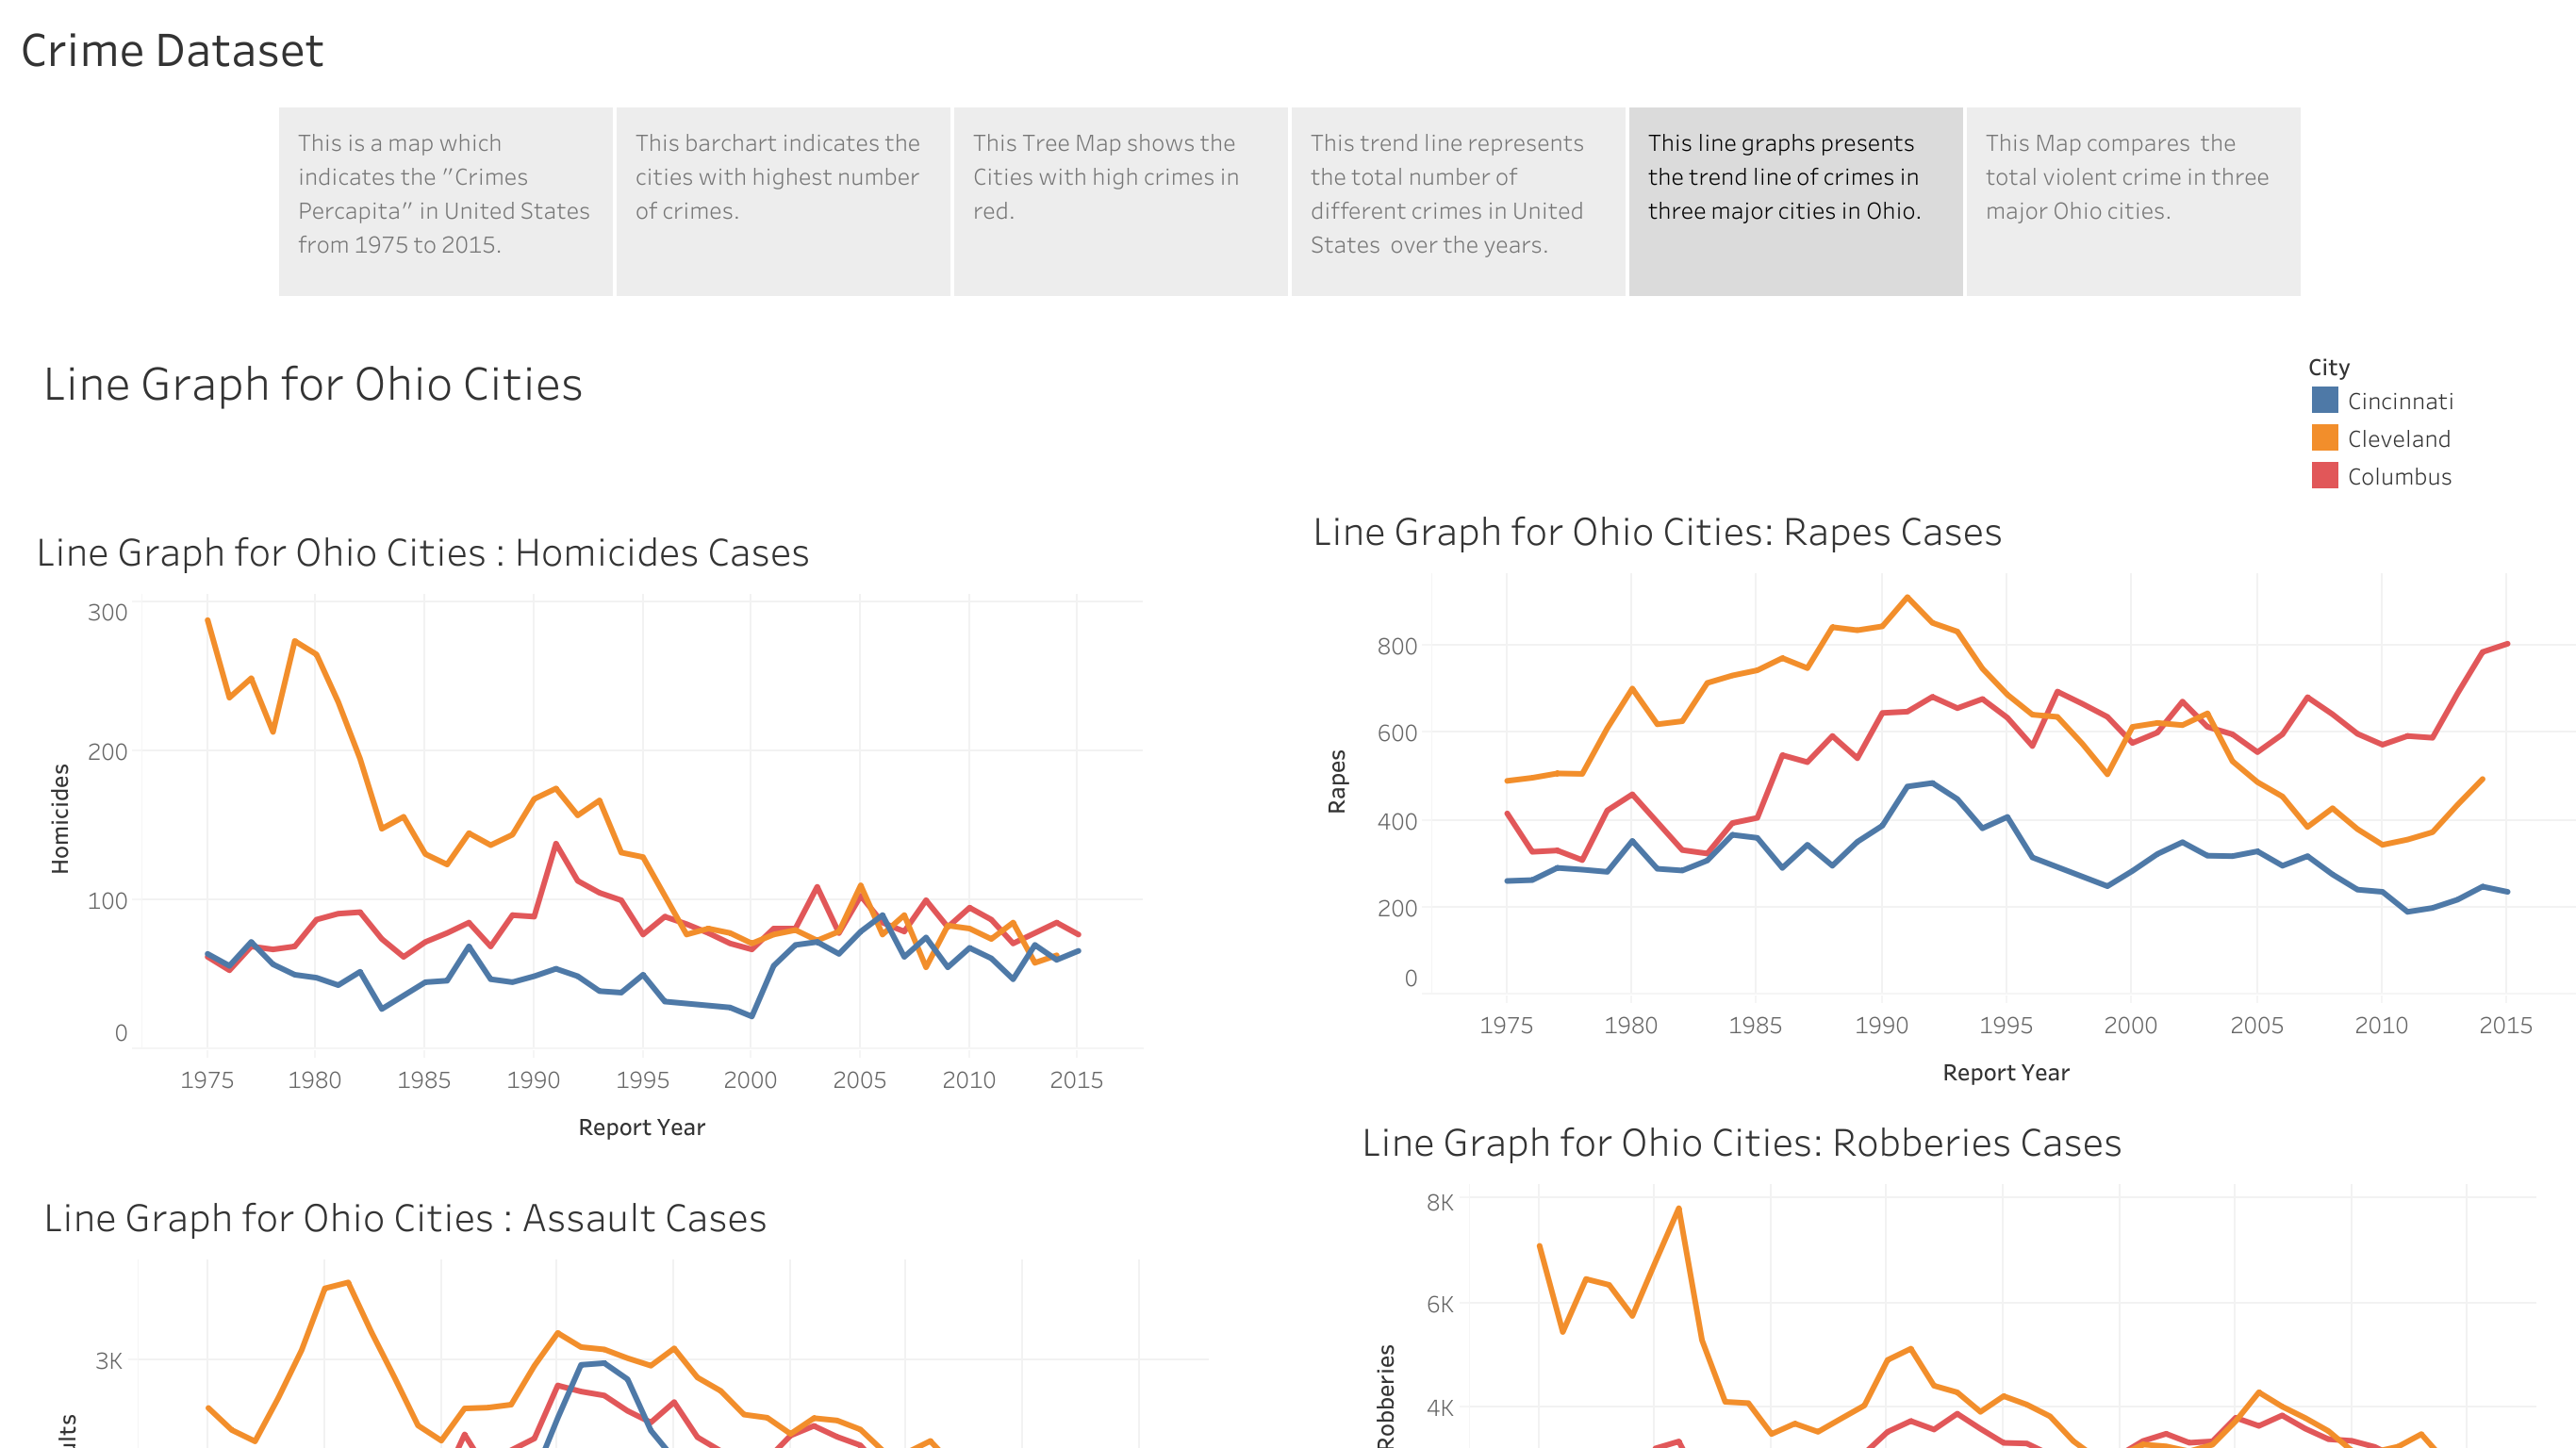 Crime Dataset
This is a map which
indicates the "Crimes
Percapita" in United States
from 1975 to 2015.
This barchart indicates the
cities with highest number
of crimes.
This Tree Map shows the
Cities with high crimes in
red.
This trend line represents
the total number of
different crimes in United
States  over the years.
This line graphs presents
the trend line of crimes in
three major cities in Ohio.
This Map compares  the
total violent crime in three
major Ohio cities.
Line Graph for Ohio Cities
City
Cincinnati
Cleveland
Columbus
Line Graph for Ohio Cities : Homicides Cases
300
200
100
0
Homicides
1975 1980 1985 1990 1995 2000 2005 2010 2015
Report Year
Line Graph for Ohio Cities: Rapes Cases
800
600
400
200
0
Rapes
1975 1980 1985 1990 1995 2000 2005 2010 2015
Report Year
Line Graph for Ohio Cities : Assault Cases
3K
ults
Line Graph for Ohio Cities: Robberies Cases
8K
6K
4K
Robberies